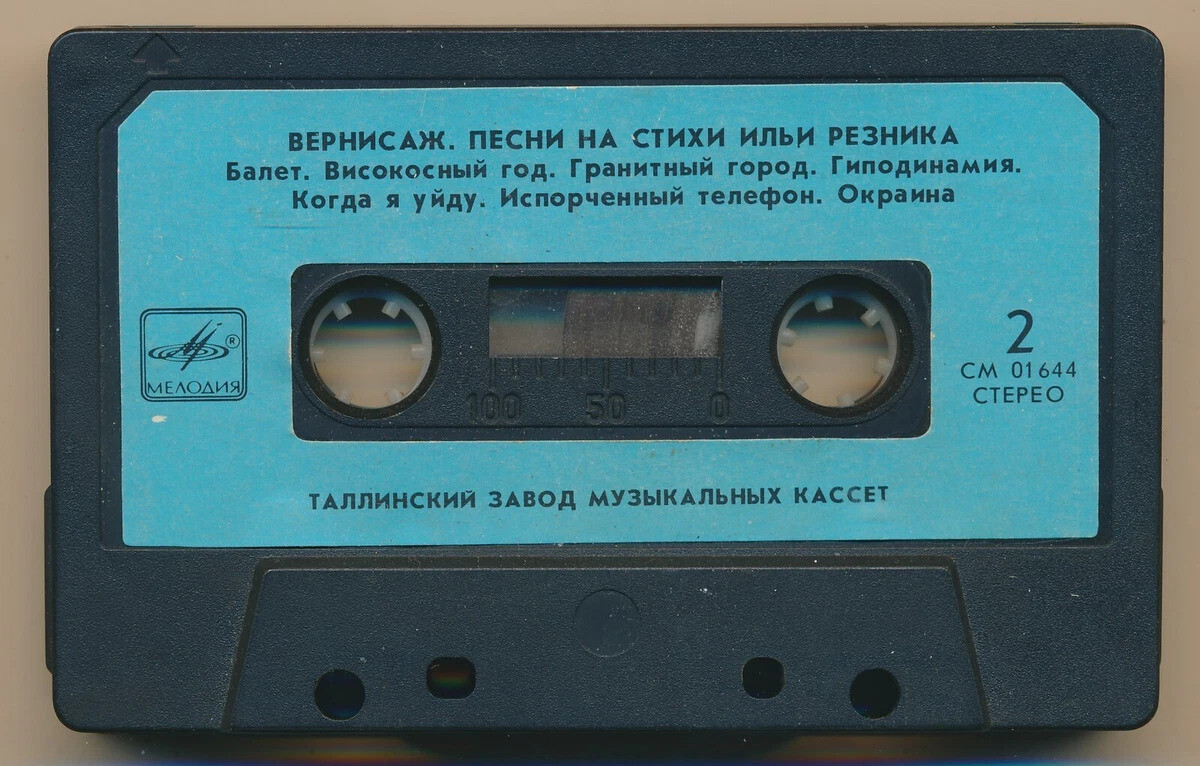 ВЕРНИСАЖ. ПЕСНИ НА СТИХИ ИЛЬИ РЕЗНИКА
Балет. Високосный год. Гранитный город. Гиподинамия.
Когда я уйду. Испорченный телефон. Окраина
МЕЛОДИЯ ®
2
СМ 01644
СТЕРЕО
100 50 0
ТАЛЛИНСКИЙ ЗАВОД МУЗЫКАЛЬНЫХ КАССЕТ